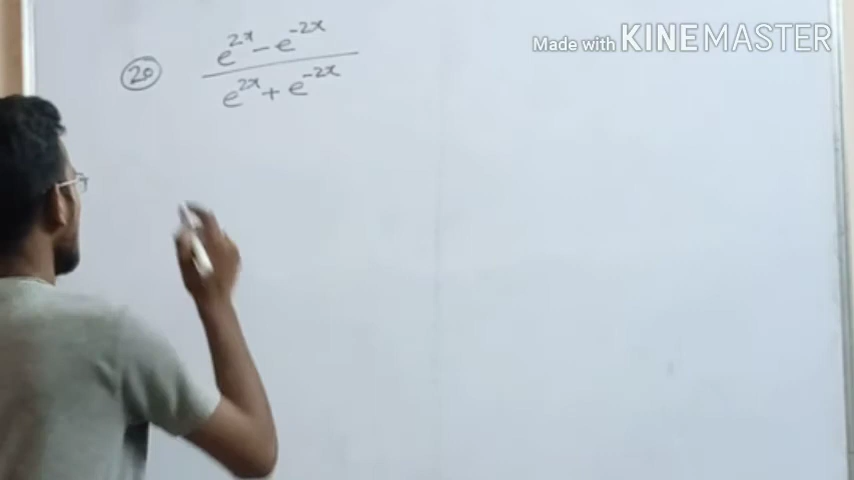 Made with KINEMASTER
20 e^{2x} - e^{-2x}
e^{2x} + e^{-2x}